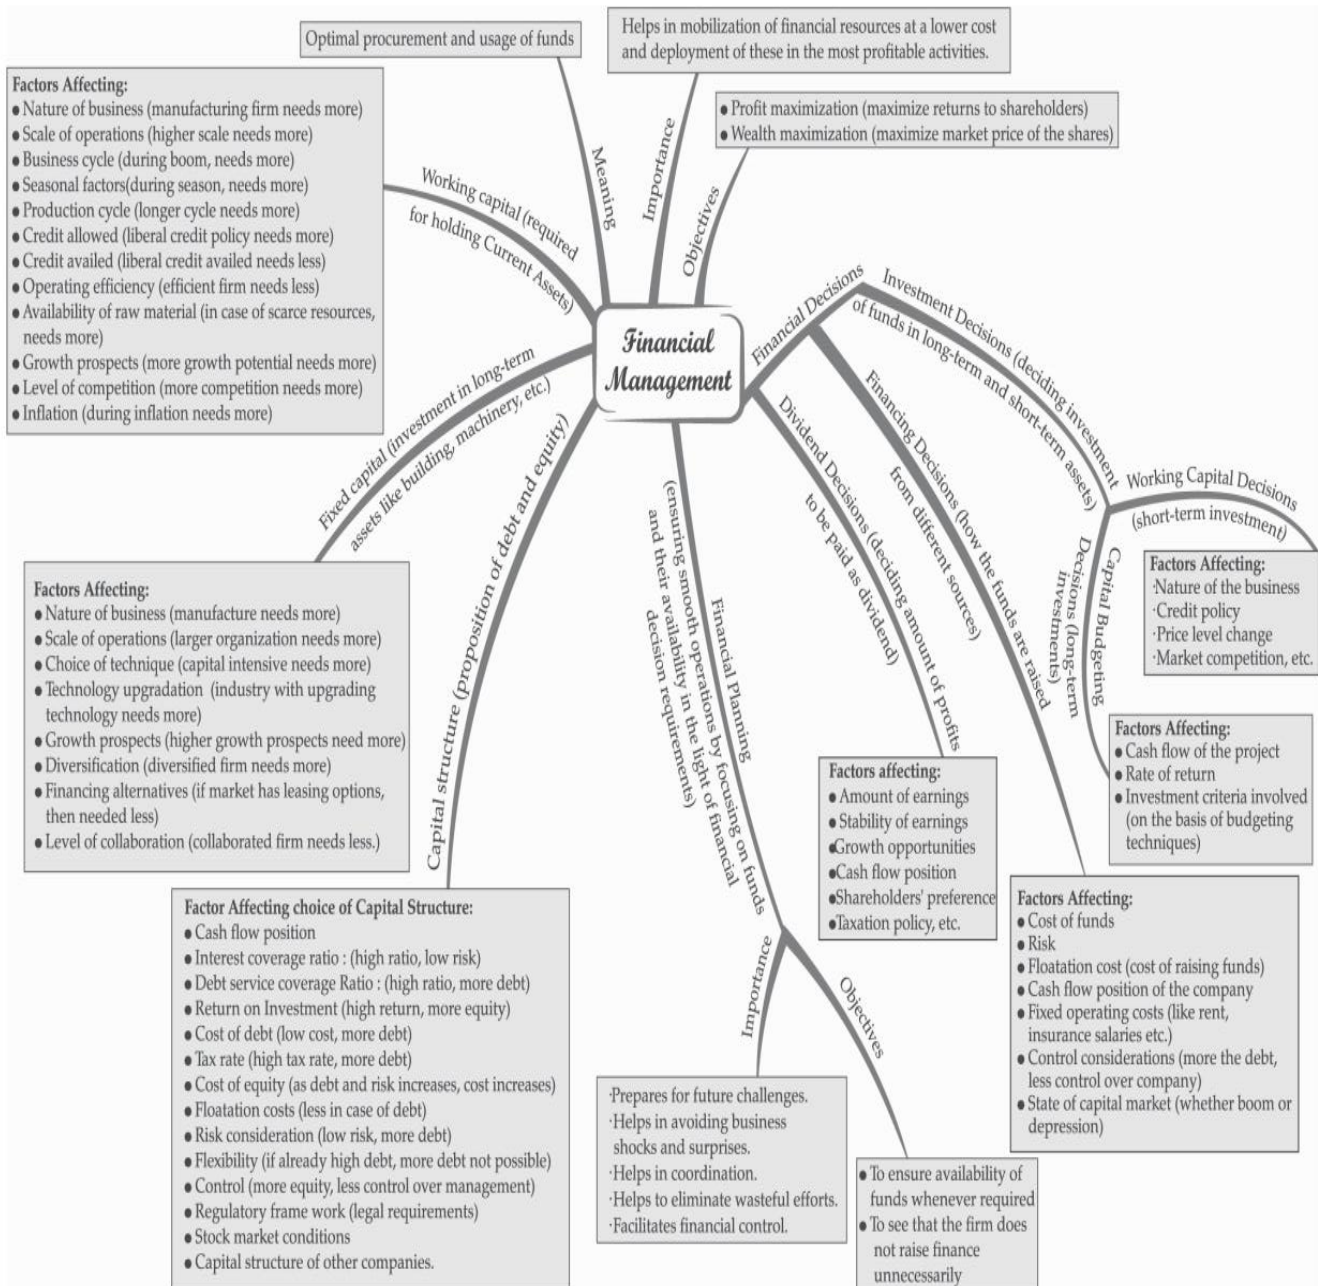 Optimal procurement and usage of funds
Helps in mobilization of financial resources at a lower cost
and deployment of these in the most profitable activities.
● Profit maximization (maximize returns to shareholders)
● Wealth maximization (maximize market price of the shares)
Meaning
Importance
Objectives
Factors Affecting:
● Nature of business (manufacturing firm needs more)
● Scale of operations (higher scale needs more)
● Business cycle (during boom, needs more)
● Seasonal factors(during season, needs more)
● Production cycle (longer cycle needs more)
● Credit allowed (liberal credit policy needs more)
● Credit availed (liberal credit availed needs less)
● Operating efficiency (efficient firm needs less)
● Availability of raw material (in case of scarce resources,
needs more)
● Growth prospects (more growth potential needs more)
● Level of competition (more competition needs more)
● Inflation (during inflation needs more)
Working capital (required
for holding Current Assets)
Financial
Management
Fixed capital (investment in long-term
assets like building, machinery, etc.)
Factors Affecting:
● Nature of business (manufacture needs more)
● Scale of operations (larger organization needs more)
● Choice of technique (capital intensive needs more)
● Technology upgradation (industry with upgrading
technology needs more)
● Growth prospects (higher growth prospects need more)
● Diversification (diversified firm needs more)
● Financing alternatives (if market has leasing options,
then needed less)
● Level of collaboration (collaborated firm needs less.)
Capital structure (proposition of debt and equity)
Factor Affecting choice of Capital Structure:
● Cash flow position
● Interest coverage ratio : (high ratio, low risk)
● Debt service coverage Ratio : (high ratio, more debt)
● Return on Investment (high return, more equity)
● Cost of debt (low cost, more debt)
● Tax rate (high tax rate, more debt)
● Cost of equity (as debt and risk increases, cost increases)
● Floatation costs (less in case of debt)
● Risk consideration (low risk, more debt)
● Flexibility (if already high debt, more debt not possible)
● Control (more equity, less control over management)
● Regulatory frame work (legal requirements)
● Stock market conditions
● Capital structure of other companies.
Financial Planning
(ensuring smooth operations by focusing on funds
and their availability in the light of financial
decision requirements)
Importance
·Prepares for future challenges.
·Helps in avoiding business
shocks and surprises.
·Helps in coordination.
·Helps to eliminate wasteful efforts.
·Facilitates financial control.
Objectives
● To ensure availability of
funds whenever required
● To see that the firm does
not raise finance
unnecessarily
Financial Decisions
Dividend Decisions (deciding amount of profits
to be paid as dividend)
Factors affecting:
● Amount of earnings
● Stability of earnings
●Growth opportunities
●Cash flow position
●Shareholders' preference
●Taxation policy, etc.
Financing Decisions (how the funds are raised
from different sources)
Factors Affecting:
● Cost of funds
● Risk
● Floatation cost (cost of raising funds)
● Cash flow position of the company
● Fixed operating costs (like rent,
insurance salaries etc.)
● Control considerations (more the debt,
less control over company)
● State of capital market (whether boom or
depression)
Investment Decisions (deciding investment
of funds in long-term and short-term assets)
Working Capital Decisions
(short-term investment)
Factors Affecting:
·Nature of the business
·Credit policy
·Price level change
·Market competition, etc.
Capital Budgeting
Decisions (long-term
investments)
Factors Affecting:
● Cash flow of the project
● Rate of return
● Investment criteria involved
(on the basis of budgeting
techniques)